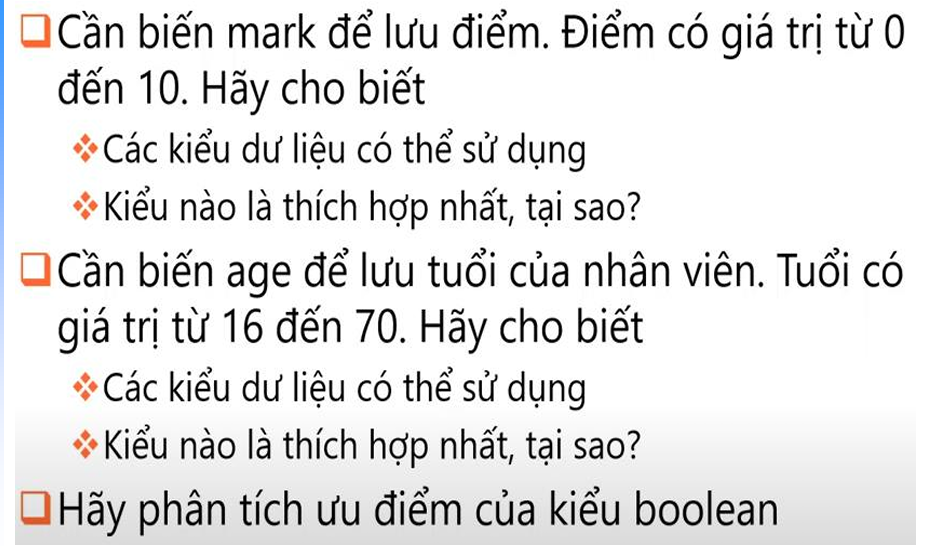 Cần biến mark để lưu điểm. Điểm có giá trị từ 0
đến 10. Hãy cho biết
Các kiểu dư liệu có thể sử dụng
Kiểu nào là thích hợp nhất, tại sao?
Cần biến age để lưu tuổi của nhân viên. Tuổi có
giá trị từ 16 đến 70. Hãy cho biết
Các kiểu dư liệu có thể sử dụng
Kiểu nào là thích hợp nhất, tại sao?
Hãy phân tích ưu điểm của kiểu boolean